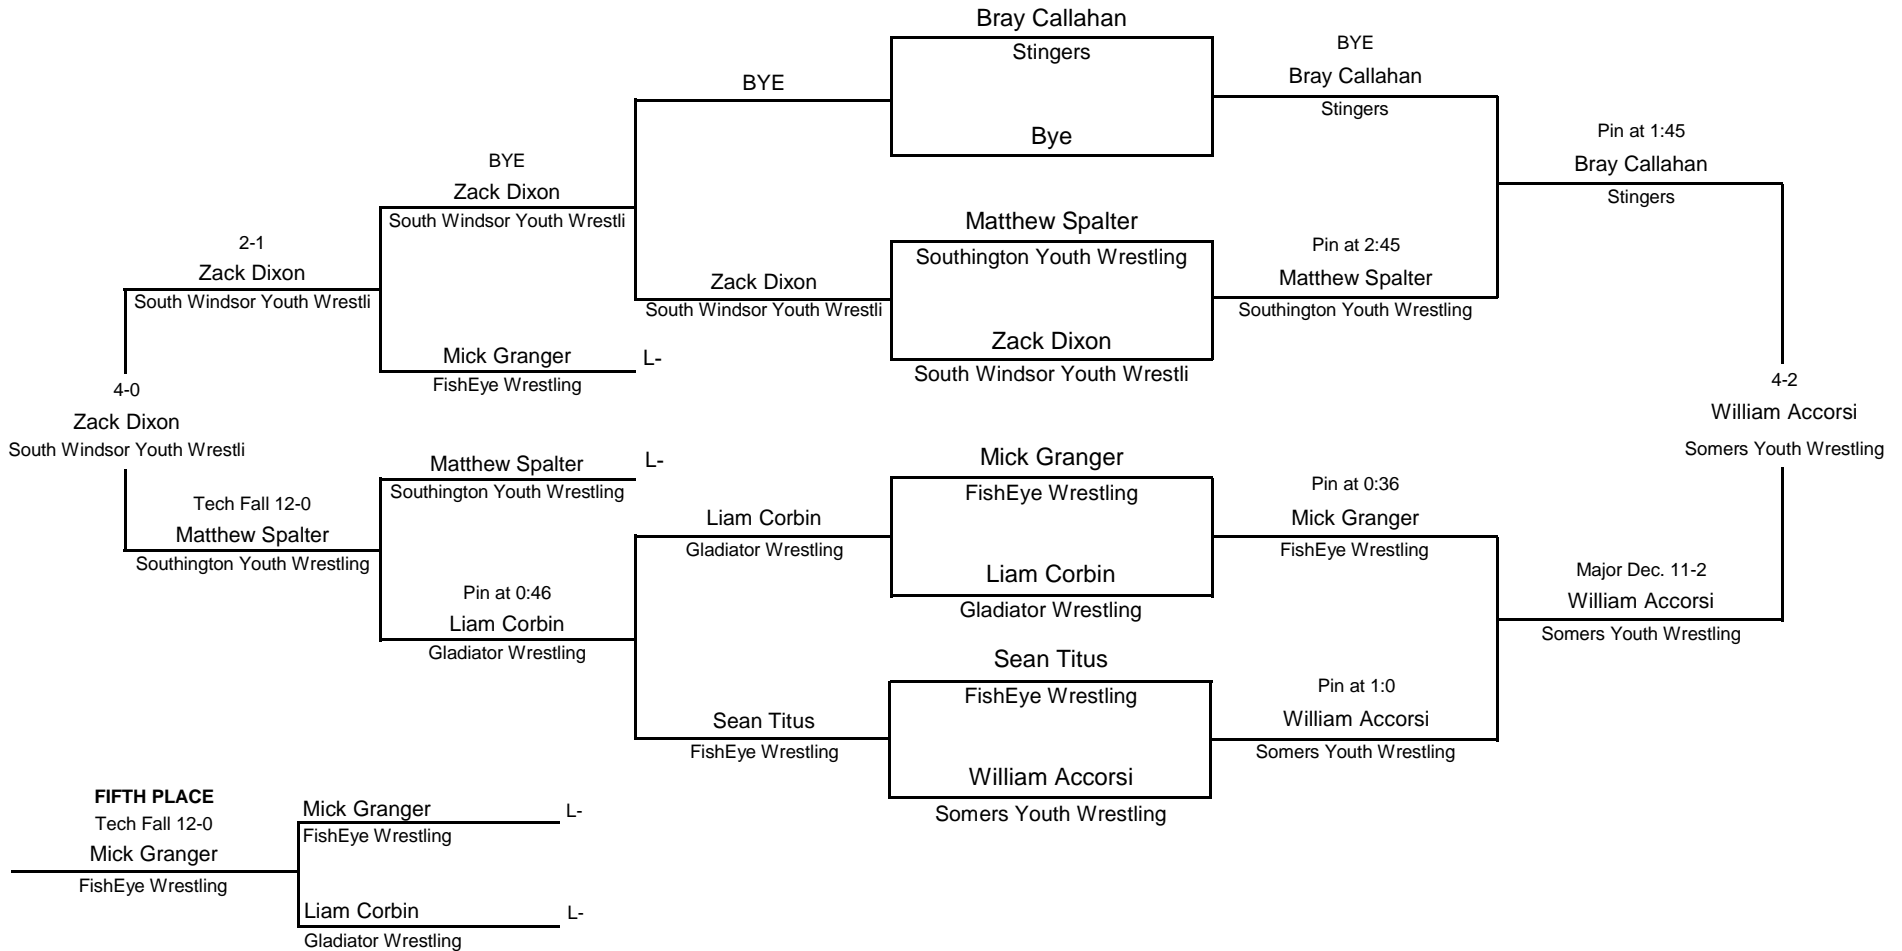 Bray Callahan
Stingers
BYE
Bray Callahan
Stingers
BYE
Bye
Pin at 1:45
Bray Callahan
Stingers
BYE
Zack Dixon
South Windsor Youth Wrestli
Matthew Spalter
Southington Youth Wrestling
2-1
Zack Dixon
South Windsor Youth Wrestli
Pin at 2:45
Matthew Spalter
Southington Youth Wrestling
Zack Dixon
South Windsor Youth Wrestli
Zack Dixon
South Windsor Youth Wrestli
Mick Granger
L-
FishEye Wrestling
4-0
Zack Dixon
South Windsor Youth Wrestli
4-2
William Accorsi
Somers Youth Wrestling
Matthew Spalter
L-
Southington Youth Wrestling
Mick Granger
FishEye Wrestling
Pin at 0:36
Mick Granger
FishEye Wrestling
Tech Fall 12-0
Matthew Spalter
Southington Youth Wrestling
Liam Corbin
Gladiator Wrestling
Liam Corbin
Gladiator Wrestling
Pin at 0:46
Liam Corbin
Gladiator Wrestling
Major Dec. 11-2
William Accorsi
Somers Youth Wrestling
Sean Titus
FishEye Wrestling
Pin at 1:0
William Accorsi
Somers Youth Wrestling
Sean Titus
FishEye Wrestling
William Accorsi
Somers Youth Wrestling
FIFTH PLACE
Tech Fall 12-0
Mick Granger
FishEye Wrestling
Mick Granger
L-
FishEye Wrestling
Liam Corbin
L-
Gladiator Wrestling